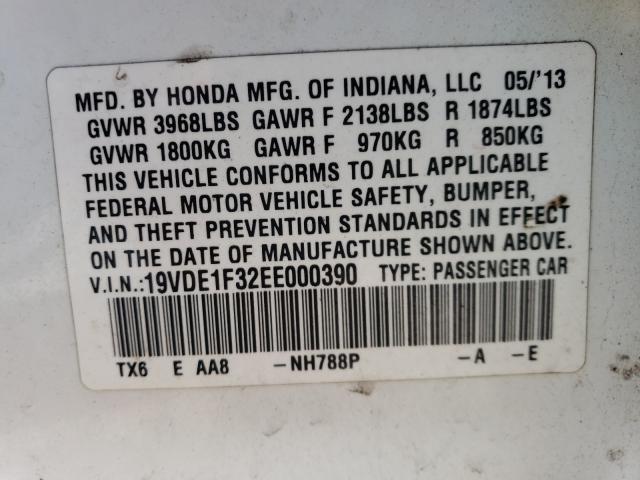 MFD. BY HONDA MFG. OF INDIANA, LLC 05/'13
GVWR 3968LBS GAWR F 2138LBS R 1874LBS
GVWR 1800KG GAWR F 970KG R 850KG
THIS VEHICLE CONFORMS TO ALL APPLICABLE
FEDERAL MOTOR VEHICLE SAFETY, BUMPER,
AND THEFT PREVENTION STANDARDS IN EFFECT
ON THE DATE OF MANUFACTURE SHOWN ABOVE.
V.I.N.:19VDE1F32EE000390 TYPE: PASSENGER CAR
TX6 E AA8 -NH788P -A -E